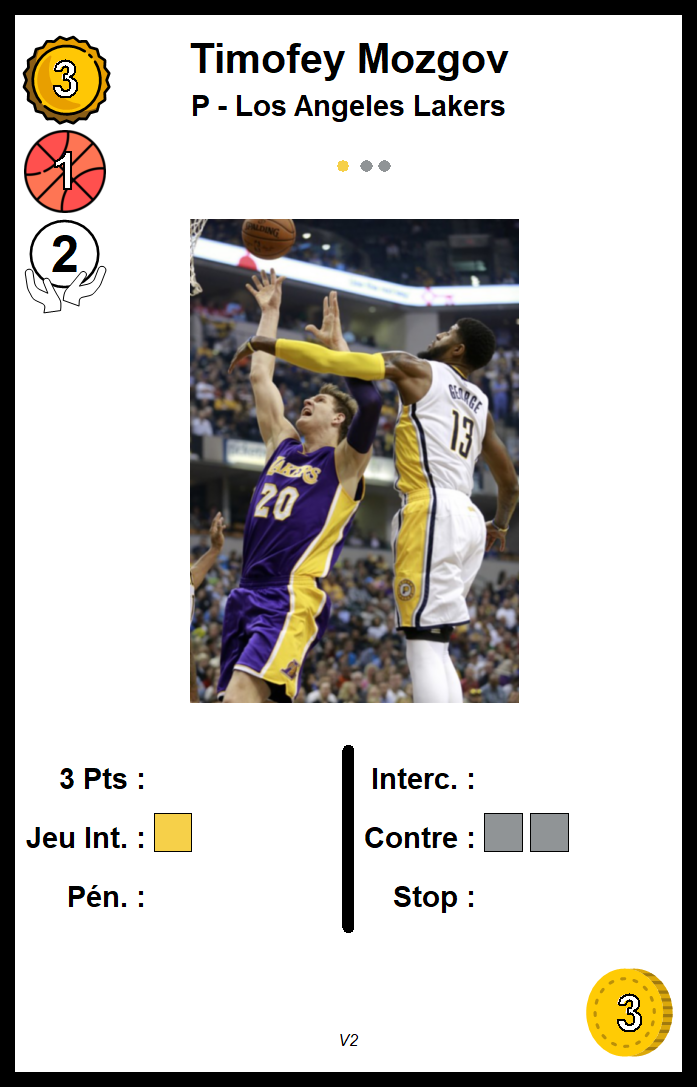 3
Timofey Mozgov
P - Los Angeles Lakers
1
2
SPALDING
GEORGE
13
LAKERS
20
3 Pts :
Interc. :
Jeu Int. :
Contre :
Pén. :
Stop :
3
V2